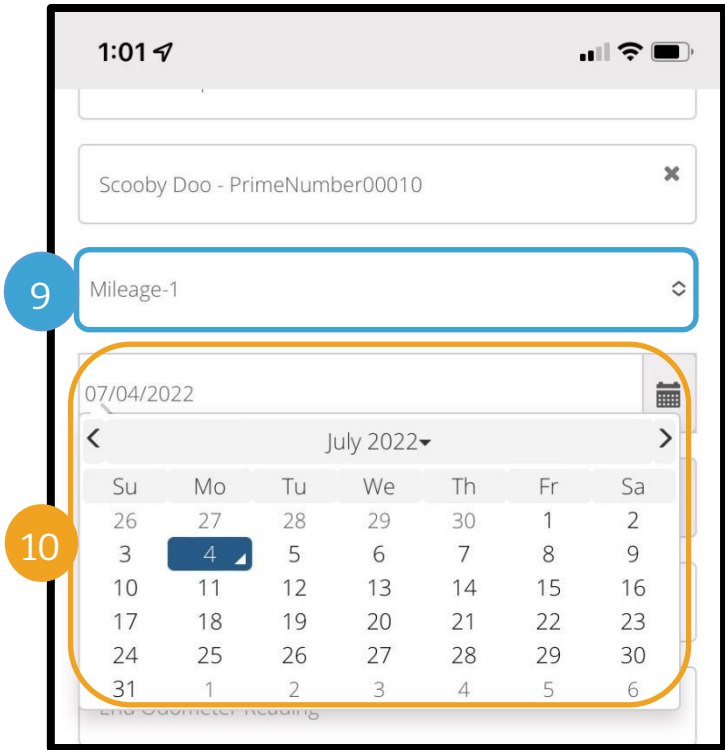 1:01
Scooby Doo - PrimeNumber00010
9
Mileage-1
07/04/2022
July 2022
Su Mo Tu We Th Fr Sa
26 27 28 29 30 1 2
10
3 4 5 6 7 8 9
10 11 12 13 14 15 16
17 18 19 20 21 22 23
24 25 26 27 28 29 30
31 1 2 3 4 5 6
End Odometer Reading